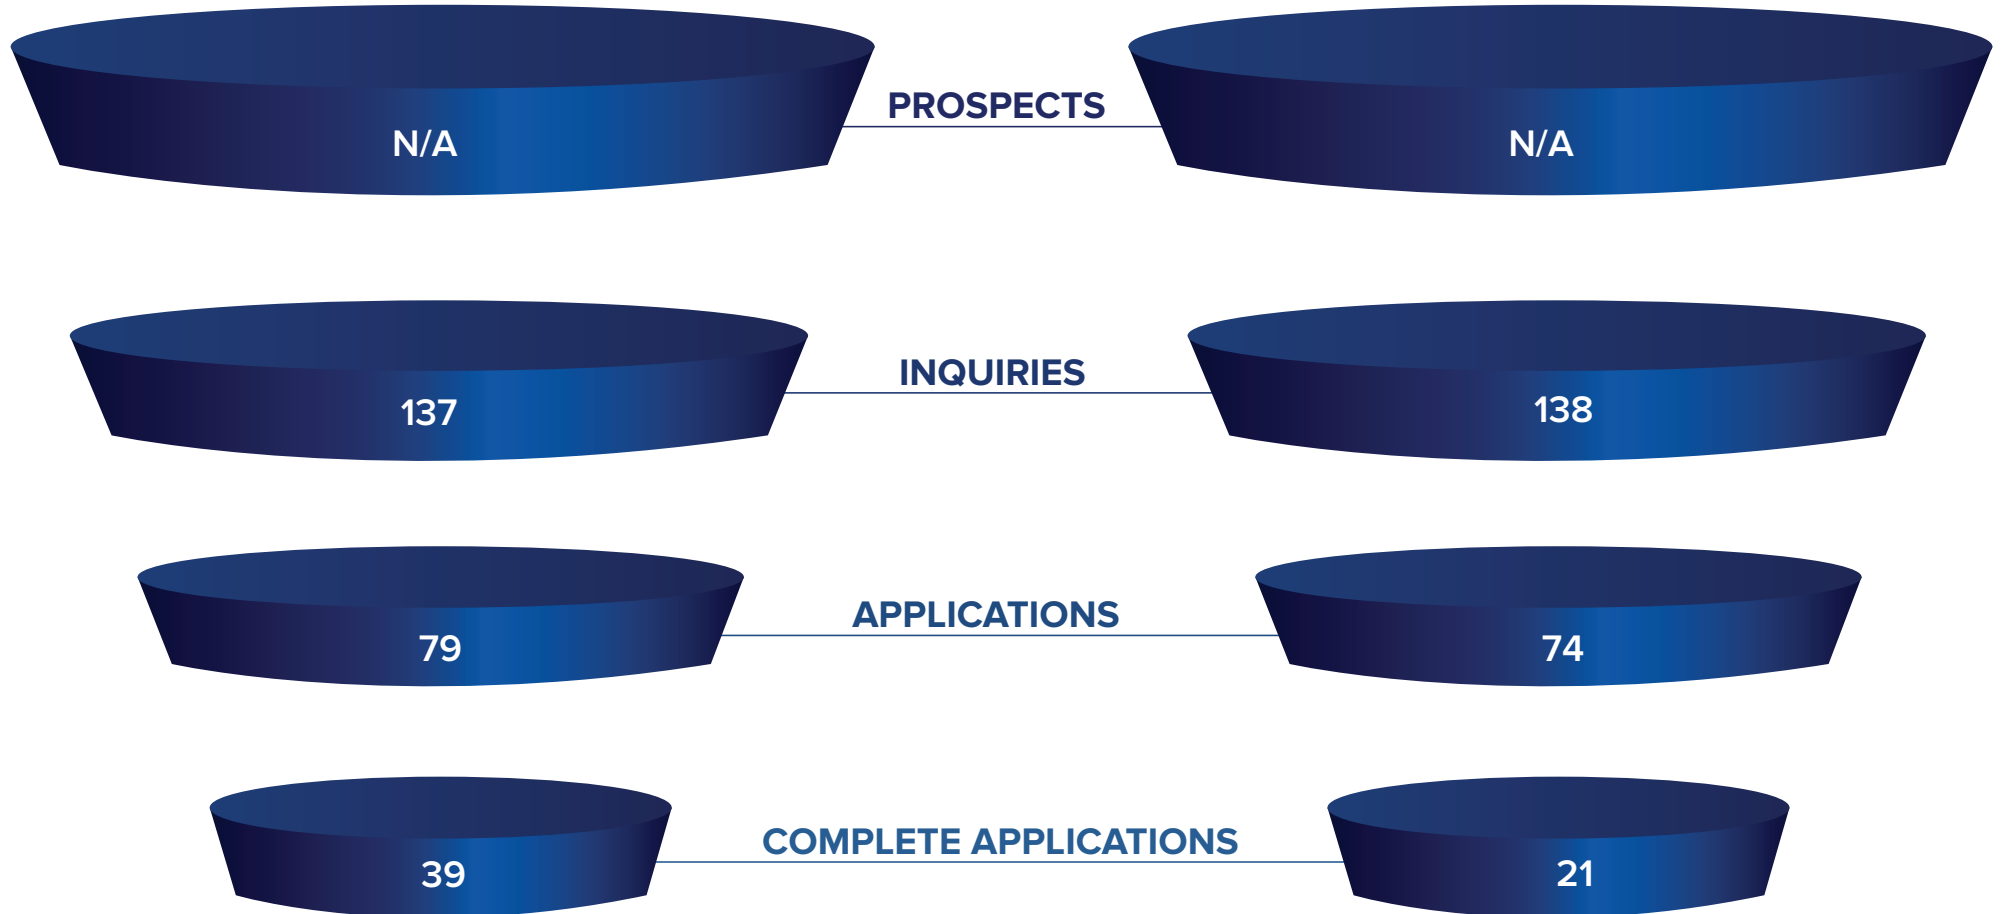 PROSPECTS
N/A
N/A
INQUIRIES
137
138
APPLICATIONS
79
74
COMPLETE APPLICATIONS
39
21